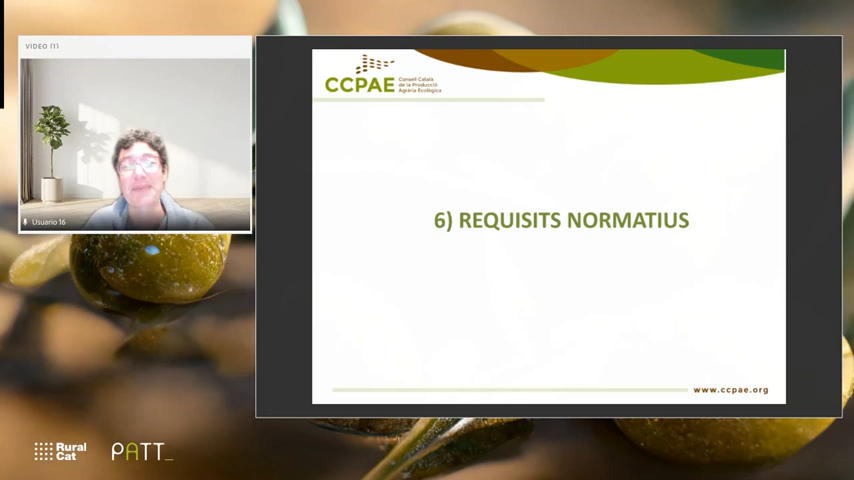 VIDEO (1)
Usuario 16
CCPAE
Consell Català
de la Producció
Agrària Ecològica
6) REQUISITS NORMATIUS
www.ccpae.org
Rural
Cat
PATT_